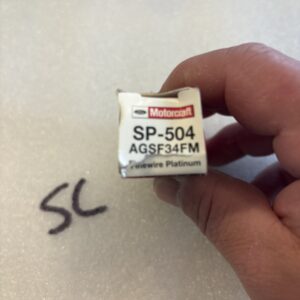 Motorcraft
SP-504
AGSF34FM
Finewire Platinum
SC